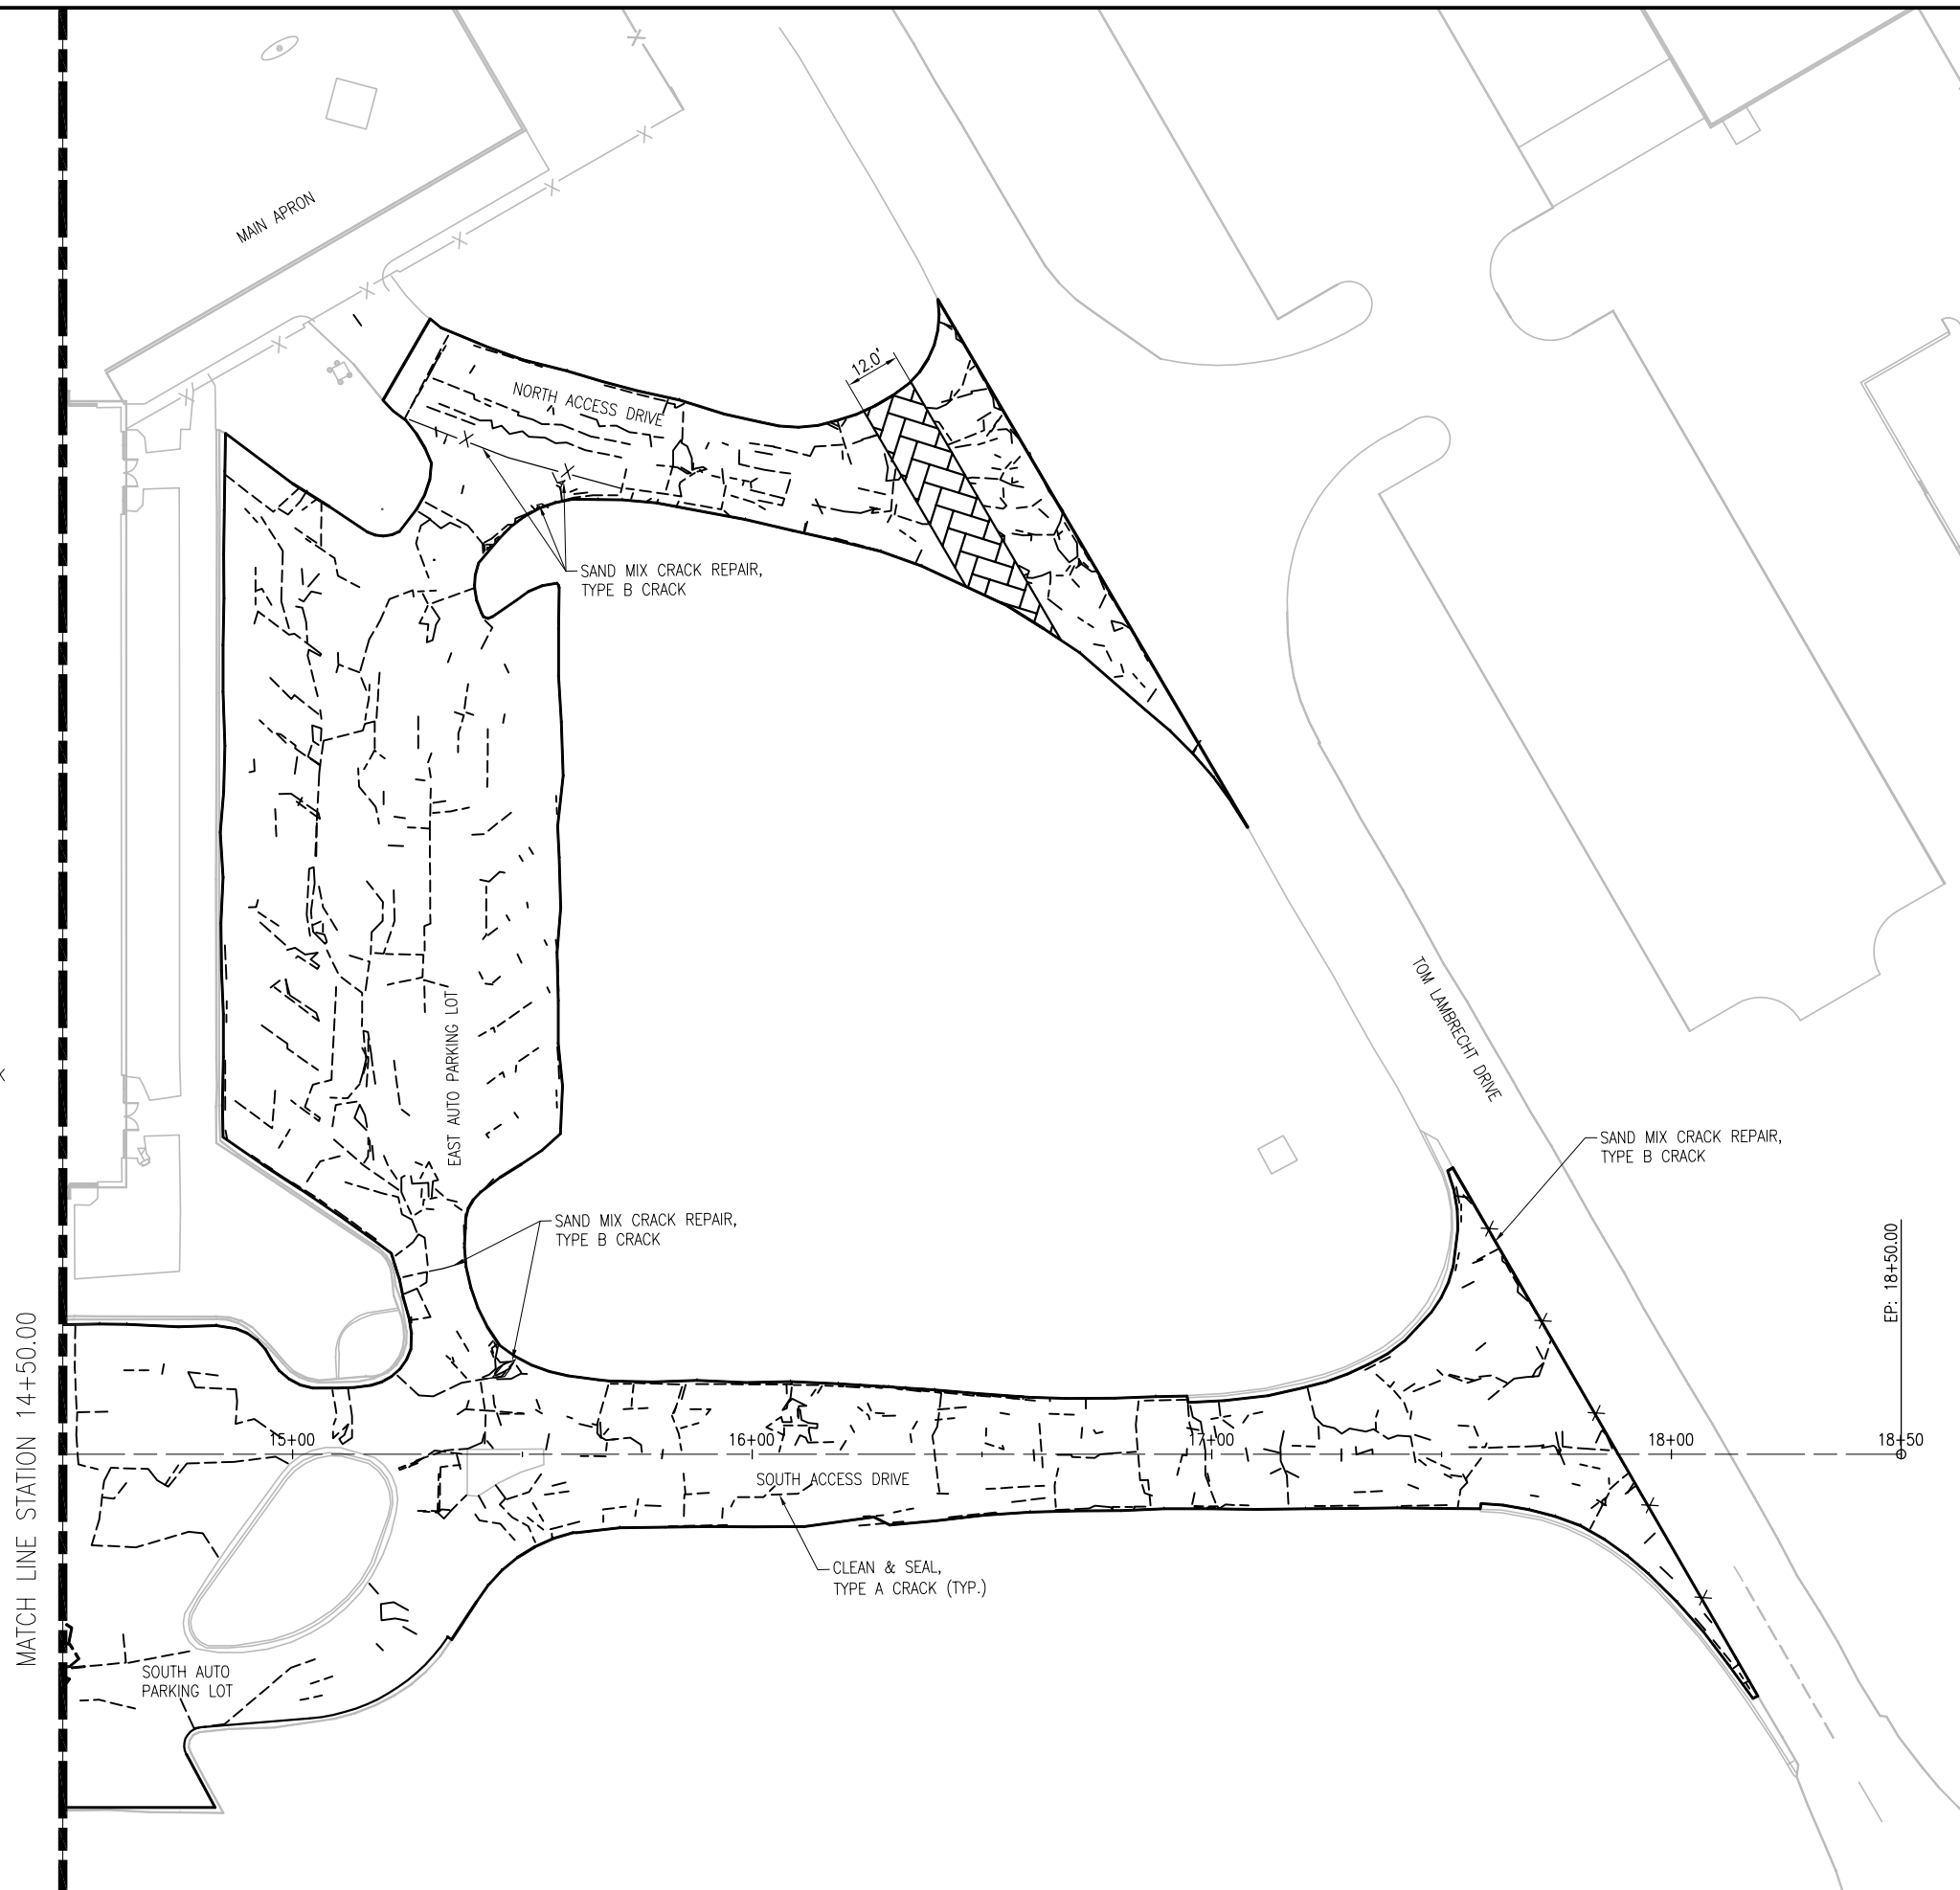 MAIN APRON
12.0'
NORTH ACCESS DRIVE
SAND MIX CRACK REPAIR,
TYPE B CRACK
TOM LAMBRECHT DRIVE
EAST AUTO PARKING LOT
K
SAND MIX CRACK REPAIR,
TYPE B CRACK
SAND MIX CRACK REPAIR,
TYPE B CRACK
EP: 18+50.00
MATCH LINE STATION 14+50.00
15+00
16+00
17+00
18+00
18+50
SOUTH ACCESS DRIVE
CLEAN & SEAL,
TYPE A CRACK (TYP.)
SOUTH AUTO
PARKING LOT